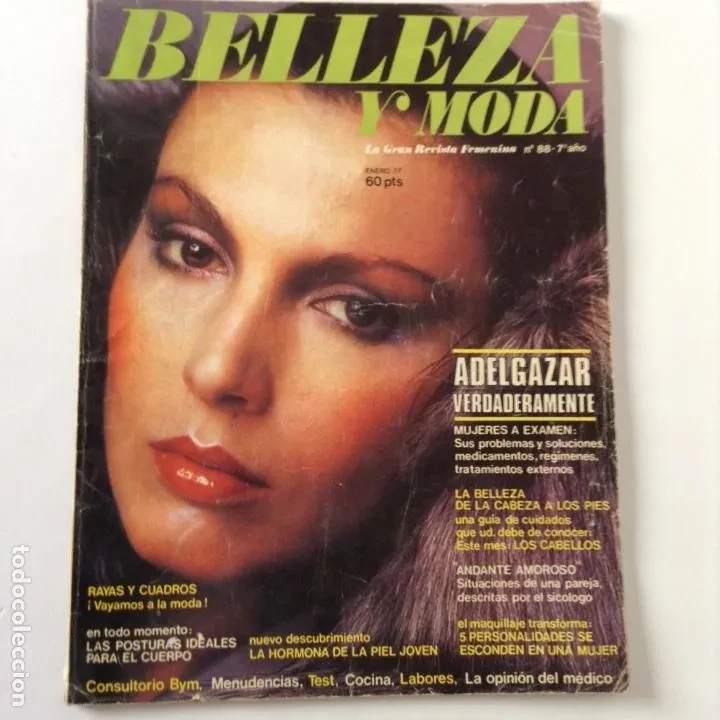 BELLEZA
Y MODA
La Gran Revista Femenina nº 88-7º año
ENERO 77
60 pts
ADELGAZAR
VERDADERAMENTE
MUJERES A EXAMEN:
Sus problemas y soluciones,
medicamentos, regimenes,
tratamientos externos
LA BELLEZA
DE LA CABEZA A LOS PIES
una guia de cuidados
que ud. debe de conocer:
Este mes: LOS CABELLOS
ANDANTE AMOROSO
Situaciones de una pareja,
descritas por el sicologo
el maquillaje transforma:
5 PERSONALIDADES SE
ESCONDEN EN UNA MUJER
RAYAS Y CUADROS
¡Vayamos a la moda!
en todo momento:
LAS POSTURAS IDEALES
PARA EL CUERPO
nuevo descubrimiento
LA HORMONA DE LA PIEL JOVEN
Consultorio Bym, Menudencias, Test, Cocina, Labores, La opinión del médico
todocoleccion